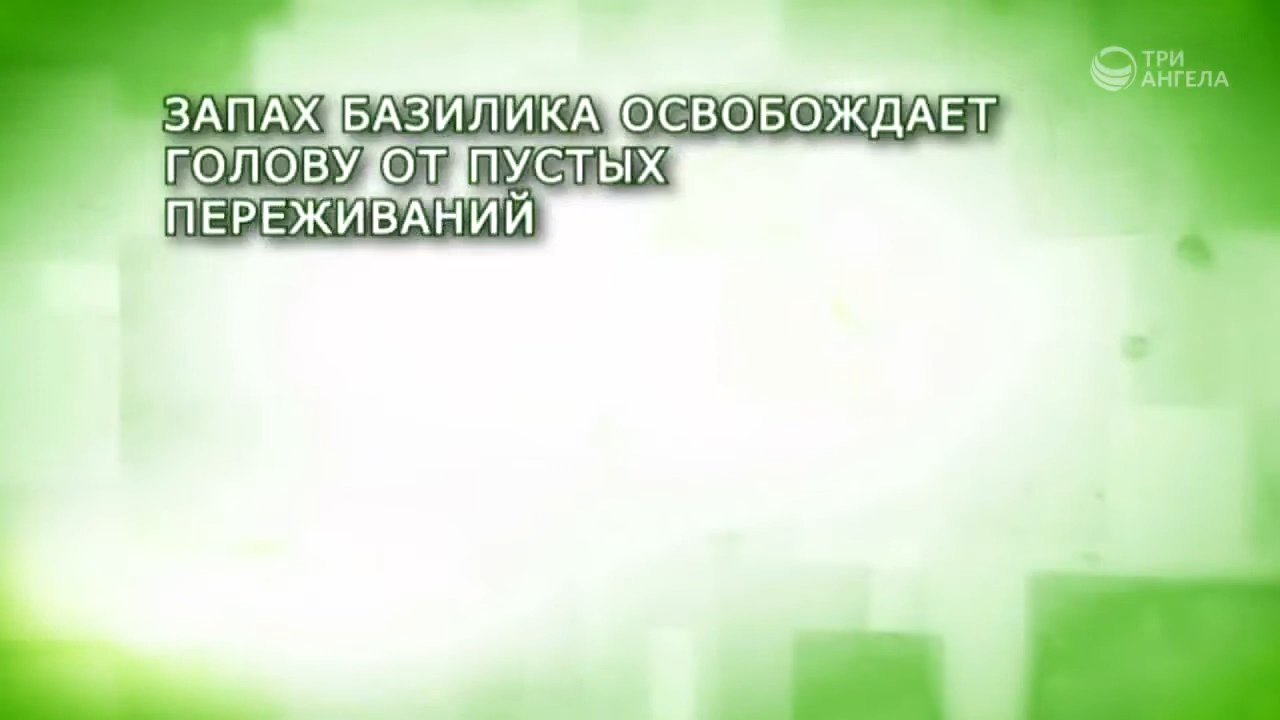 ТРИ
АНГЕЛА
ЗАПАХ БАЗИЛИКА ОСВОБОЖДАЕТ
ГОЛОВУ ОТ ПУСТЫХ
ПЕРЕЖИВАНИЙ